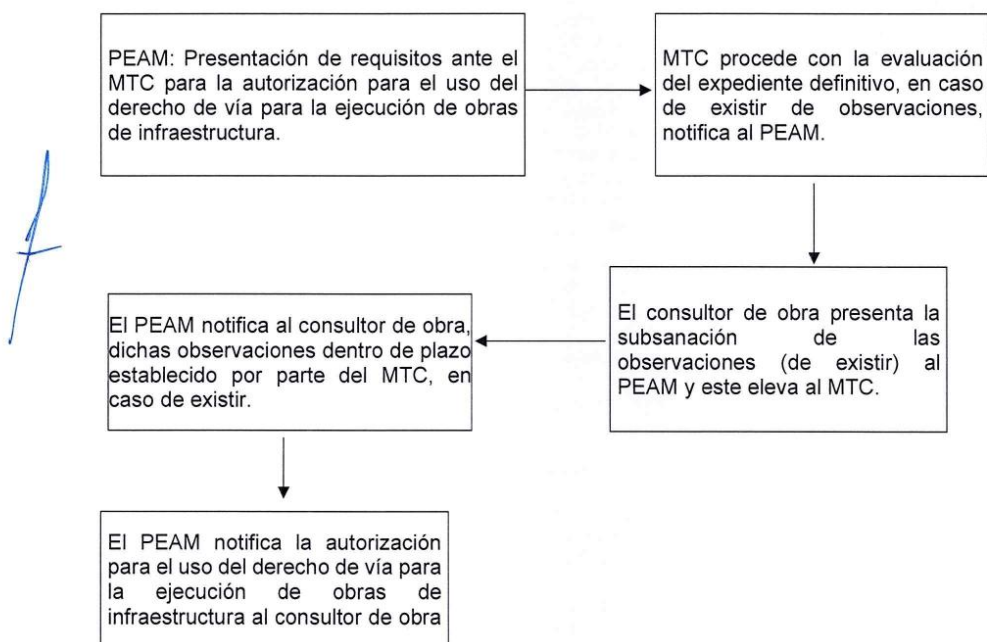 PEAM: Presentación de requisitos ante el
MTC para la autorización para el uso del
derecho de vía para la ejecución de obras
de infraestructura.
MTC procede con la evaluación
del expediente definitivo, en caso
de existir de observaciones,
notifica al PEAM.
El consultor de obra presenta la
subsanación de las
observaciones (de existir) al
PEAM y este eleva al MTC.
El PEAM notifica al consultor de obra,
dichas observaciones dentro de plazo
establecido por parte del MTC, en
caso de existir.
El PEAM notifica la autorización
para el uso del derecho de vía para
la ejecución de obras de
infraestructura al consultor de obra